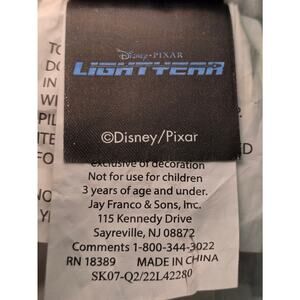 Disney · PIXAR
LIGHTYEAR
©Disney/Pixar
exclusive of decoration
Not for use for children
3 years of age and under.
Jay Franco & Sons, Inc.
115 Kennedy Drive
Sayreville, NJ 08872
Comments 1-800-344-3022
RN 18389 MADE IN CHINA
SK07-Q2/22L42280